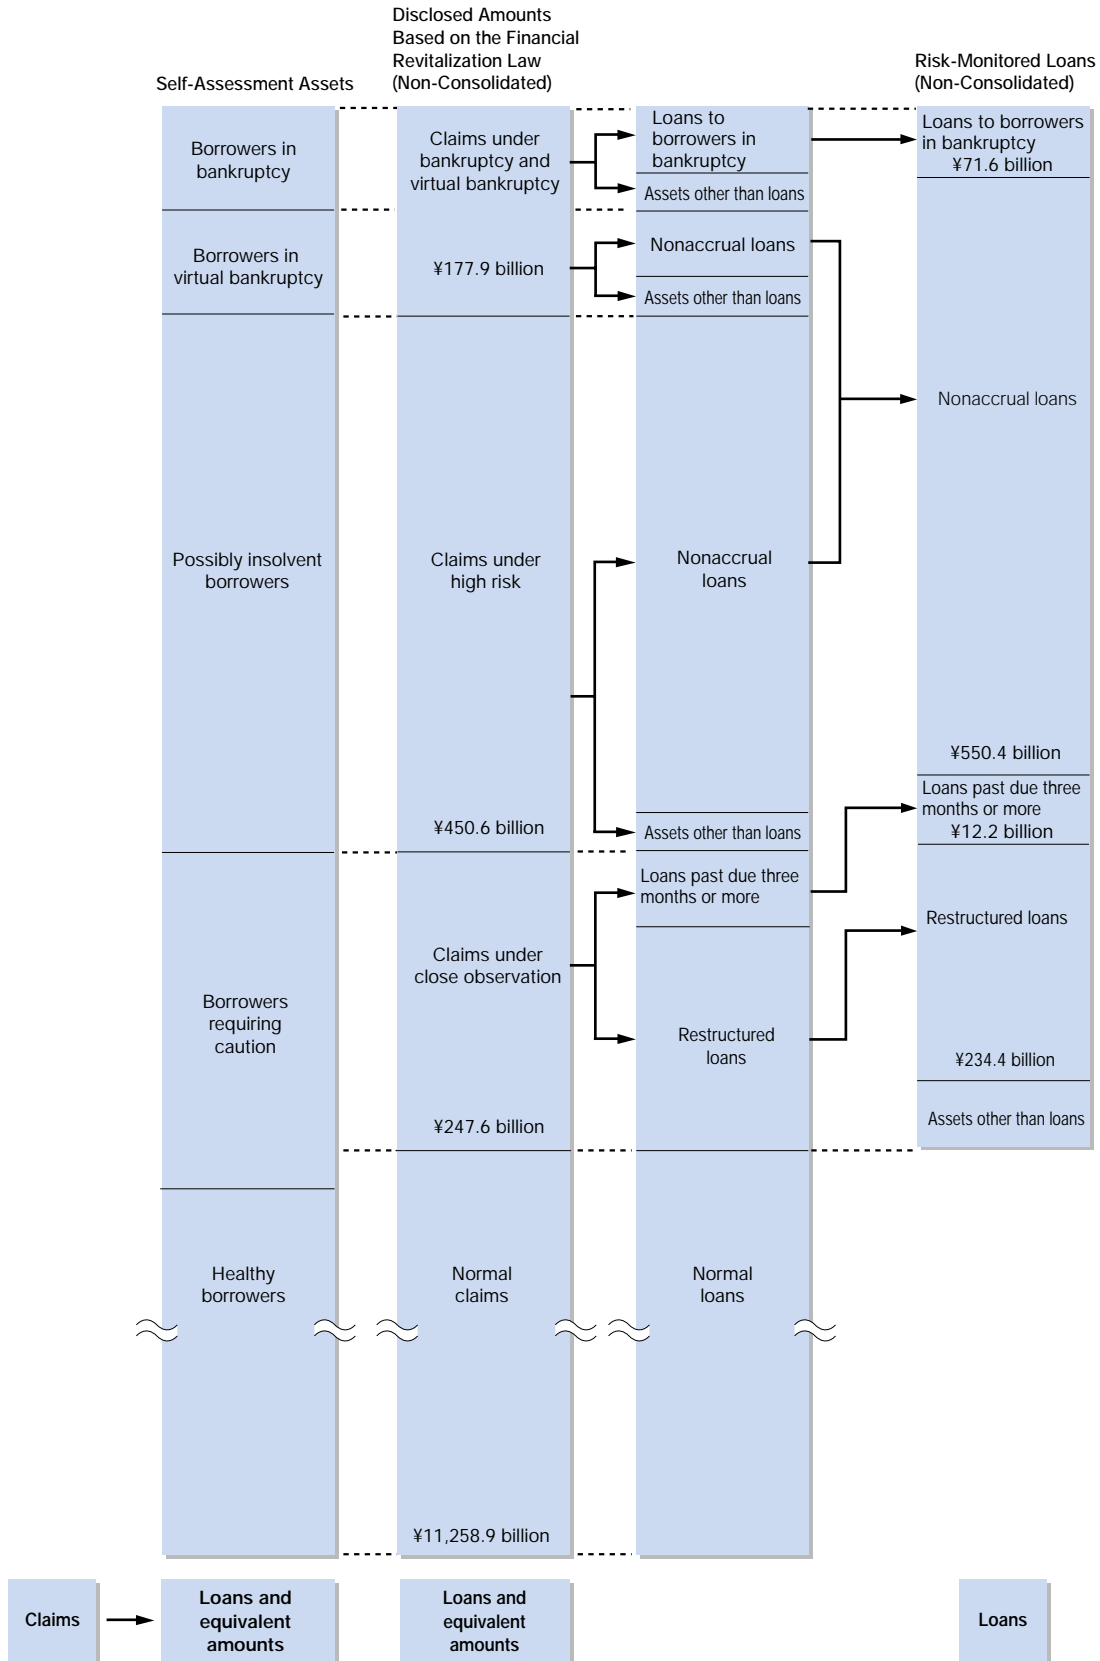 Disclosed Amounts
Based on the Financial
Revitalization Law
(Non-Consolidated)
Self-Assessment Assets
Risk-Monitored Loans
(Non-Consolidated)
Borrowers in
bankruptcy
Claims under
bankruptcy and
virtual bankruptcy
Loans to
borrowers in
bankruptcy
Assets other than loans
Loans to borrowers
in bankruptcy
¥71.6 billion
Borrowers in
virtual bankruptcy
¥177.9 billion
Nonaccrual loans
Assets other than loans
Nonaccrual loans
Possibly insolvent
borrowers
Claims under
high risk
Nonaccrual
loans
¥550.4 billion
¥450.6 billion
Assets other than loans
Loans past due three
months or more
¥12.2 billion
Loans past due three
months or more
Restructured loans
Claims under
close observation
Borrowers
requiring
caution
Restructured
loans
¥234.4 billion
¥247.6 billion
Assets other than loans
Healthy
borrowers
Normal
claims
Normal
loans
¥11,258.9 billion
Claims
Loans and
equivalent
amounts
Loans and
equivalent
amounts
Loans